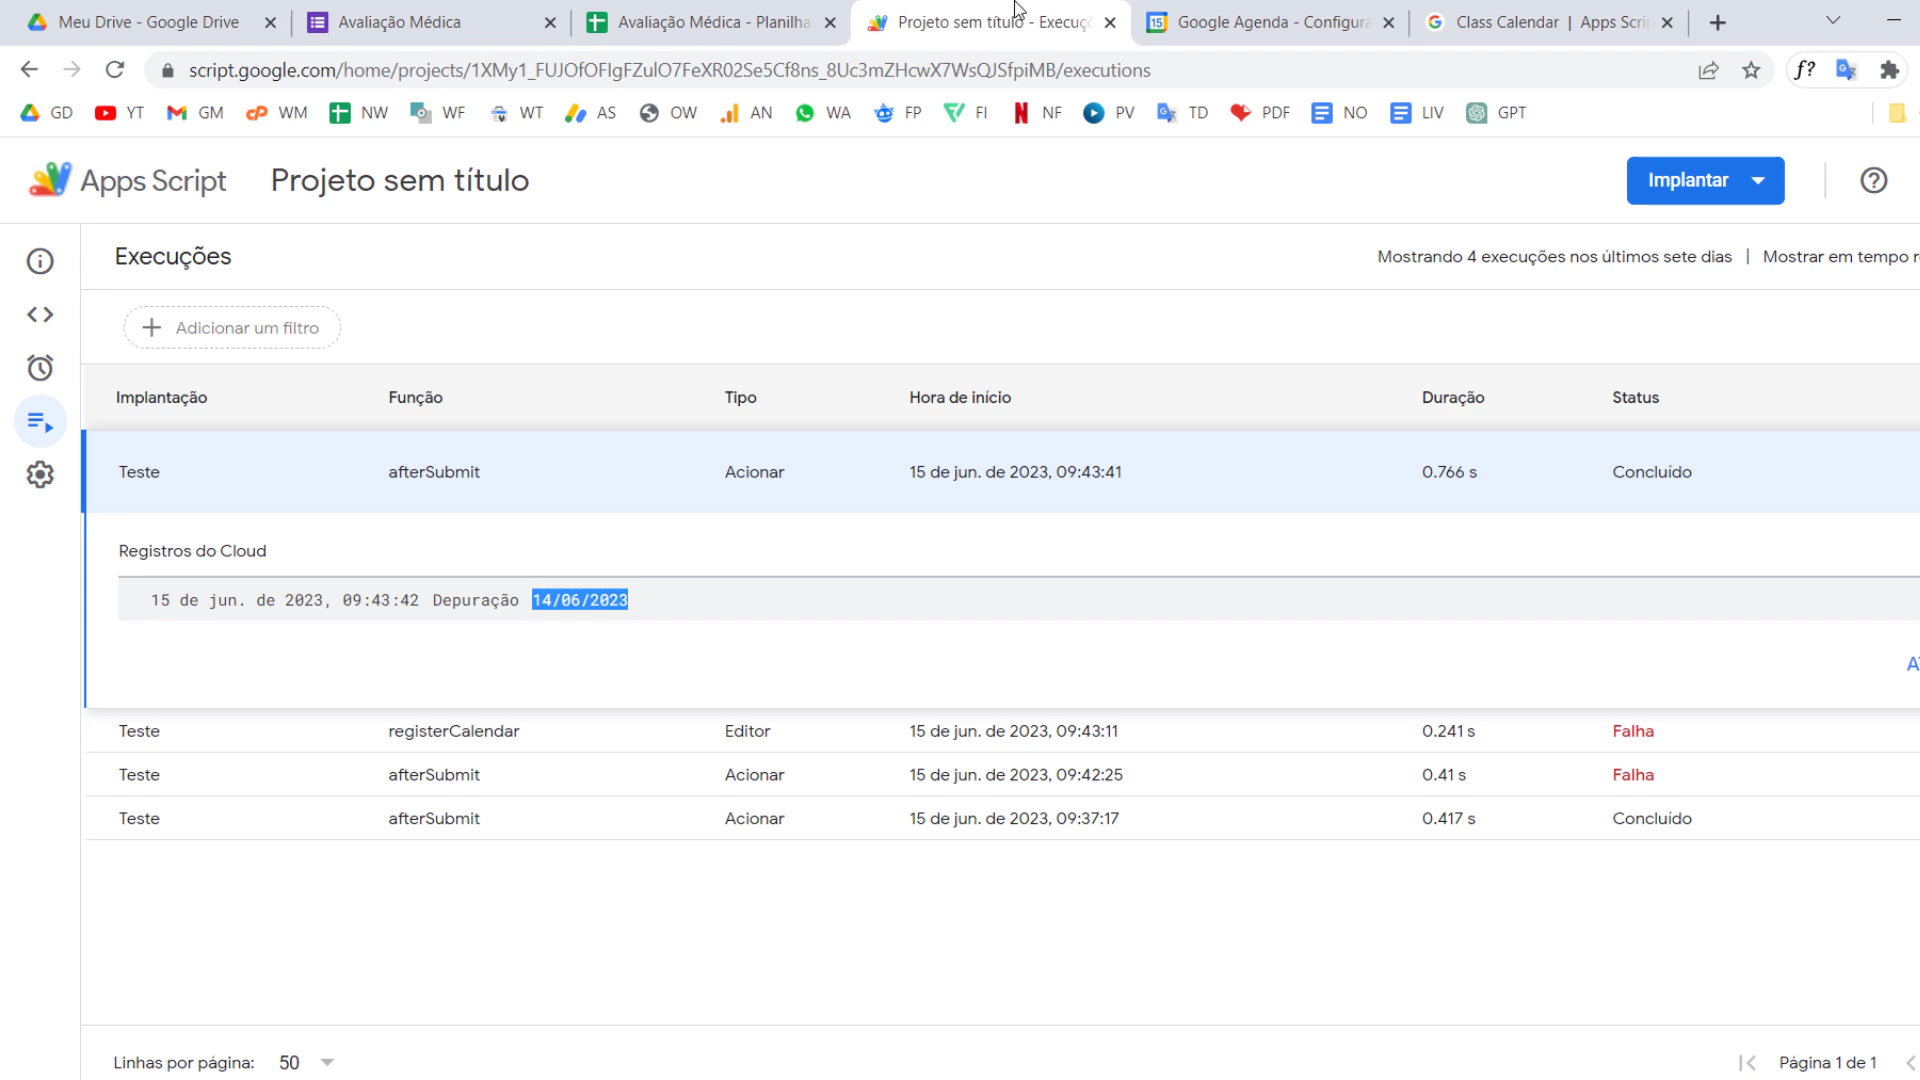 Meu Drive - Google Drive
Avaliação Médica
Avaliação Médica - Planilha
Projeto sem título - Execuçõ
15
Google Agenda - Configura
G Class Calendar | Apps Scri
script.google.com/home/projects/1XMy1_FUJOfOFlgFZulO7FeXR02Se5Cf8ns_8Uc3mZHcwX7WsQJSfpiMB/executions
f?
GD YT GM WM NW WF WT AS OW AN WA FP FI NF PV TD PDF NO LIV GPT
Apps Script
Projeto sem título
Implantar
Execuções
Mostrando 4 execuções nos últimos sete dias | Mostrar em tempo r
Adicionar um filtro
Implantação Função Tipo Hora de início Duração Status
Teste afterSubmit Acionar 15 de jun. de 2023, 09:43:41 0.766 s Concluído
Registros do Cloud
15 de jun. de 2023, 09:43:42 Depuração 14/06/2023
Teste registerCalendar Editor 15 de jun. de 2023, 09:43:11 0.241 s Falha
Teste afterSubmit Acionar 15 de jun. de 2023, 09:42:25 0.41 s Falha
Teste afterSubmit Acionar 15 de jun. de 2023, 09:37:17 0.417 s Concluído
Linhas por página: 50
Página 1 de 1